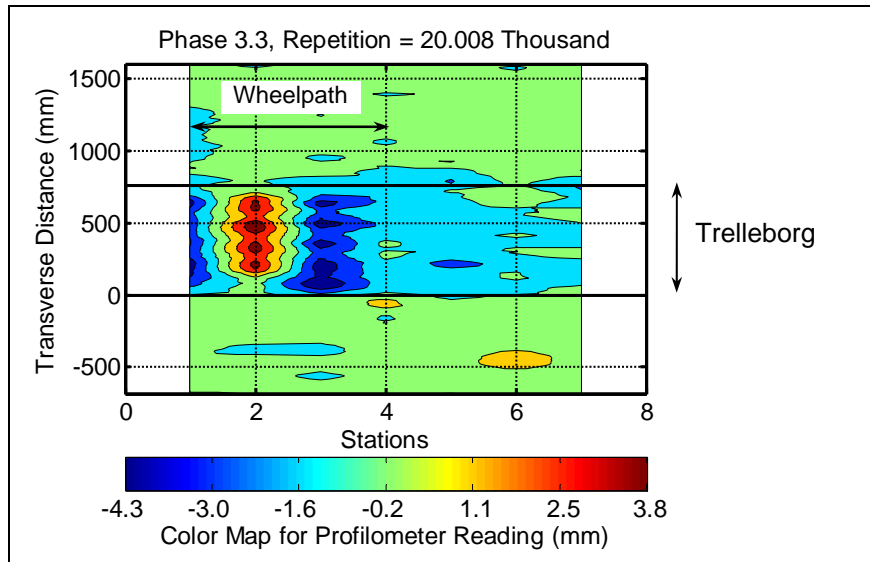 Phase 3.3, Repetition = 20.008 Thousand
1500
1000
500
0
-500
Transverse Distance (mm)
Wheelpath
Trelleborg
0 2 4 6 8
Stations
-4.3 -3.0 -1.6 -0.2 1.1 2.5 3.8
Color Map for Profilometer Reading (mm)